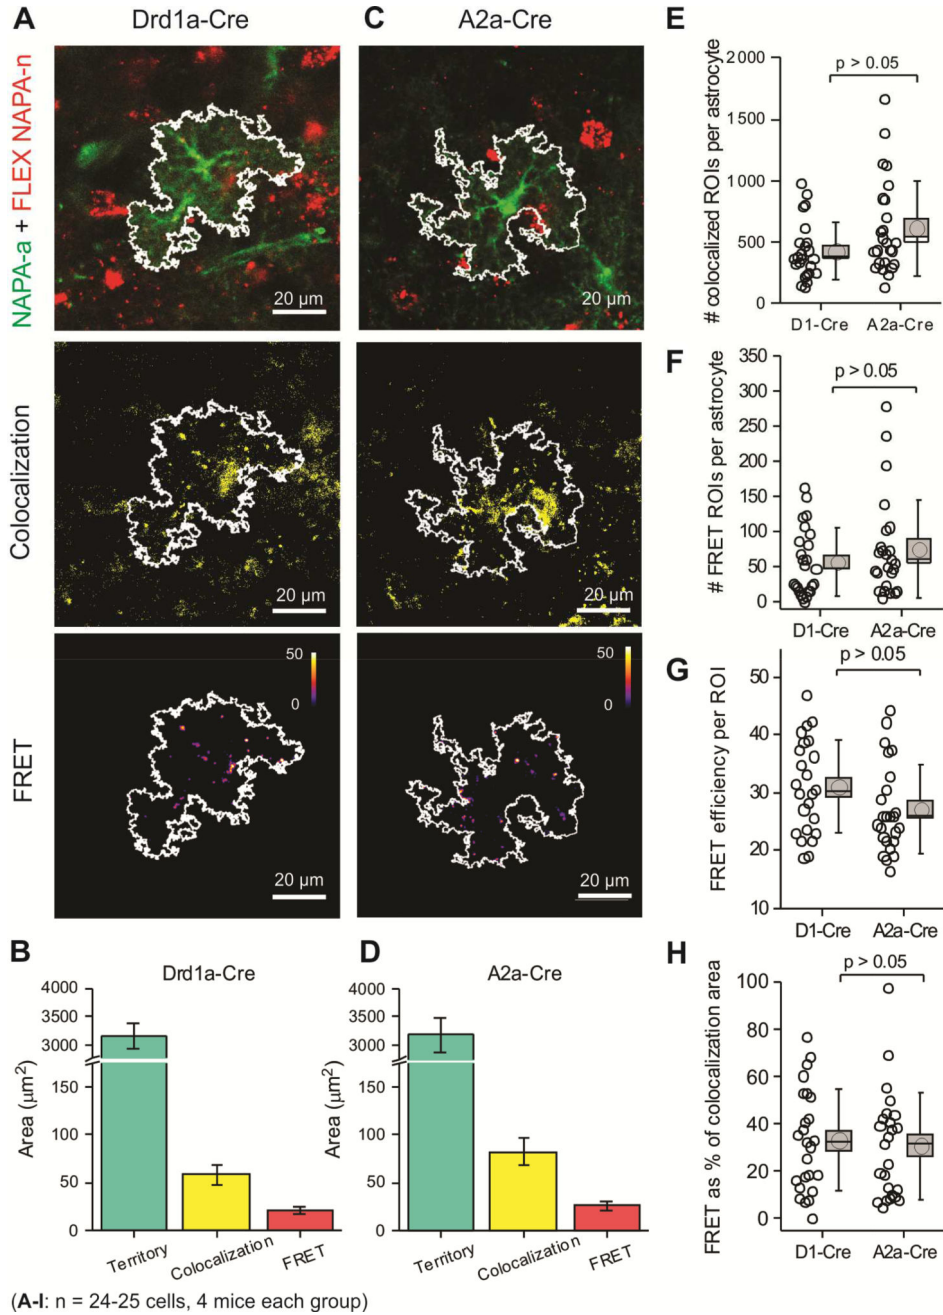 A
Drd1a-Cre
C
A2a-Cre
NAPA-a + FLEX NAPA-n
20 µm
20 µm
Colocalization
20 µm
20 µm
FRET
50
0
20 µm
50
0
20 µm
B
Drd1a-Cre
Area (µm²)
4000
3000
150
100
50
0
Territory
Colocalization
FRET
D
A2a-Cre
Area (µm²)
4000
3000
150
100
50
0
Territory
Colocalization
FRET
E
# colocalized ROIs per astrocyte
2000
1500
1000
500
0
p > 0.05
D1-Cre
A2a-Cre
F
# FRET ROIs per astrocyte
350
300
250
200
150
100
50
0
p > 0.05
D1-Cre
A2a-Cre
G
FRET efficiency per ROI
50
40
30
20
10
p > 0.05
D1-Cre
A2a-Cre
H
FRET as % of colocalization area
100
80
60
40
20
0
p > 0.05
D1-Cre
A2a-Cre
(A-I: n = 24-25 cells, 4 mice each group)